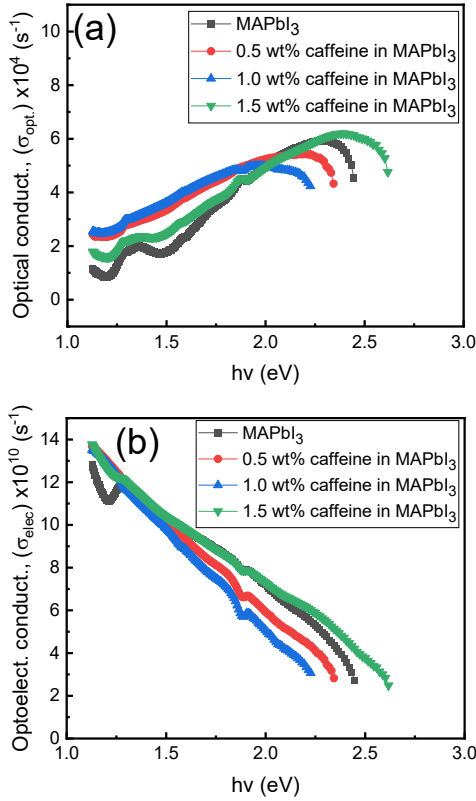 (a)
MAPbI₃
0.5 wt% caffeine in MAPbI₃
1.0 wt% caffeine in MAPbI₃
1.5 wt% caffeine in MAPbI₃
Optical conduct., (σopt.) x10⁴ (s⁻¹)
10
8
6
4
2
0
1.0 1.5 2.0 2.5 3.0
hv (eV)
(b)
MAPbI₃
0.5 wt% caffeine in MAPbI₃
1.0 wt% caffeine in MAPbI₃
1.5 wt% caffeine in MAPbI₃
Optoelect. conduct., (σelec) x10¹⁰ (s⁻¹)
14
12
10
8
6
4
2
0
1.0 1.5 2.0 2.5 3.0
hv (eV)